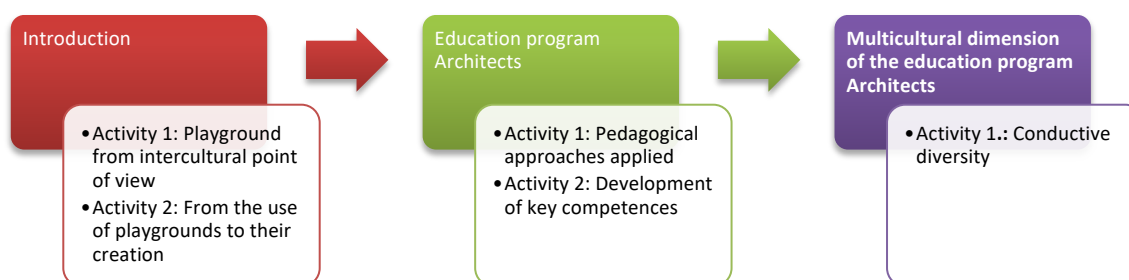 Introduction
• Activity 1: Playground
from intercultural point
of view
• Activity 2: From the use
of playgrounds to their
creation
Education program
Architects
• Activity 1: Pedagogical
approaches applied
• Activity 2: Development
of key competences
Multicultural dimension
of the education program
Architects
• Activity 1.: Conductive
diversity